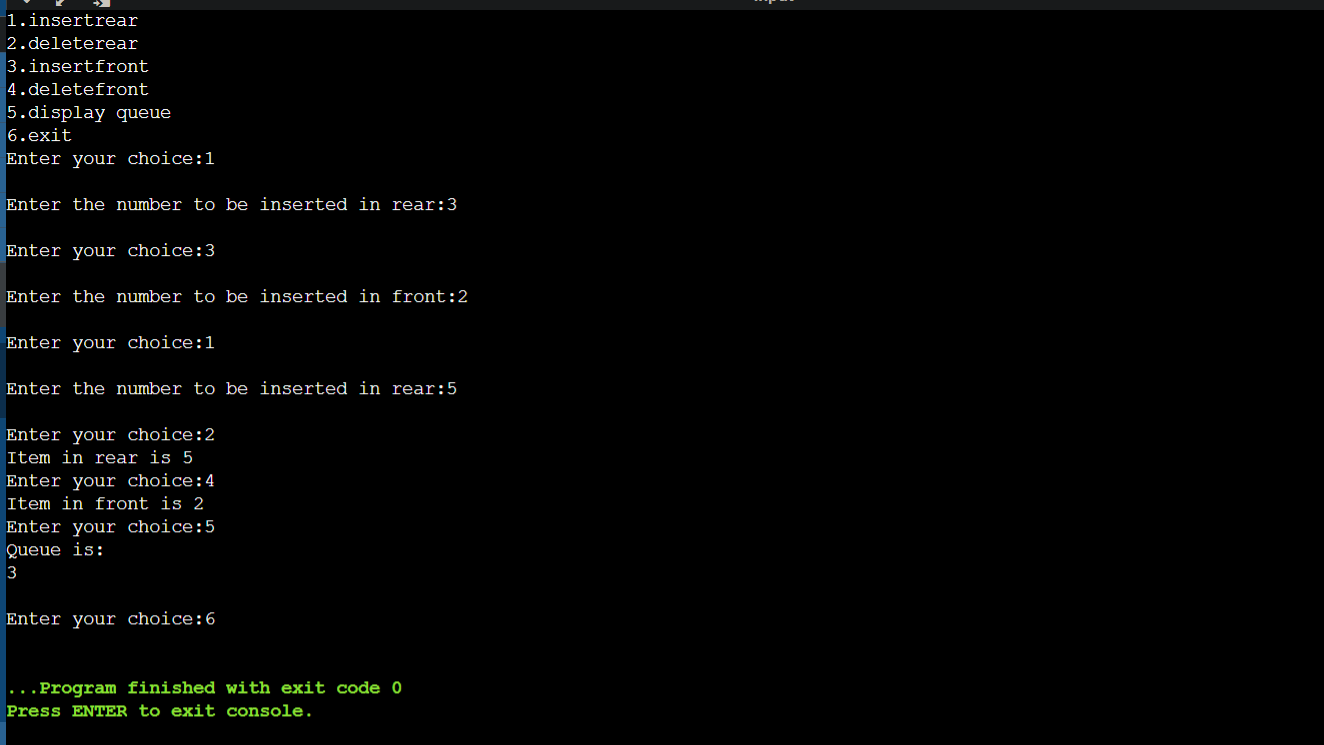 1.insertrear
2.deleterear
3.insertfront
4.deletefront
5.display queue
6.exit
Enter your choice:1
Enter the number to be inserted in rear:3
Enter your choice:3
Enter the number to be inserted in front:2
Enter your choice:1
Enter the number to be inserted in rear:5
Enter your choice:2
Item in rear is 5
Enter your choice:4
Item in front is 2
Enter your choice:5
Queue is:
3
Enter your choice:6
...Program finished with exit code 0
Press ENTER to exit console.